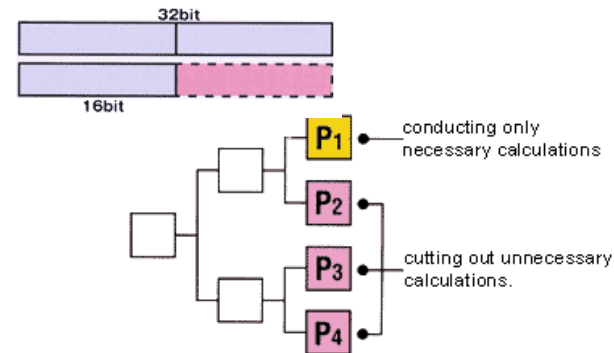 32bit
16bit
P1
conducting only
necessary calculations
P2
P3
cutting out unnecessary
calculations.
P4